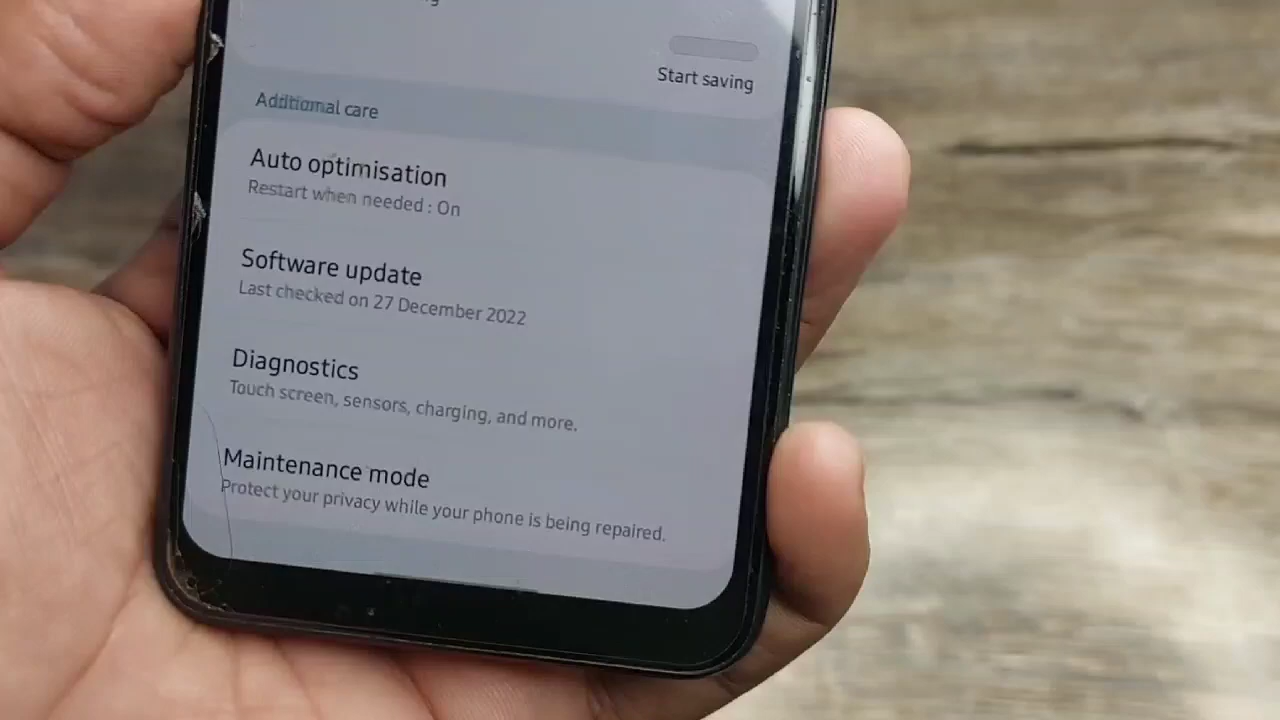 Start saving
Additional care
Auto optimisation
Restart when needed : On
Software update
Last checked on 27 December 2022
Diagnostics
Touch screen, sensors, charging, and more.
Maintenance mode
Protect your privacy while your phone is being repaired.